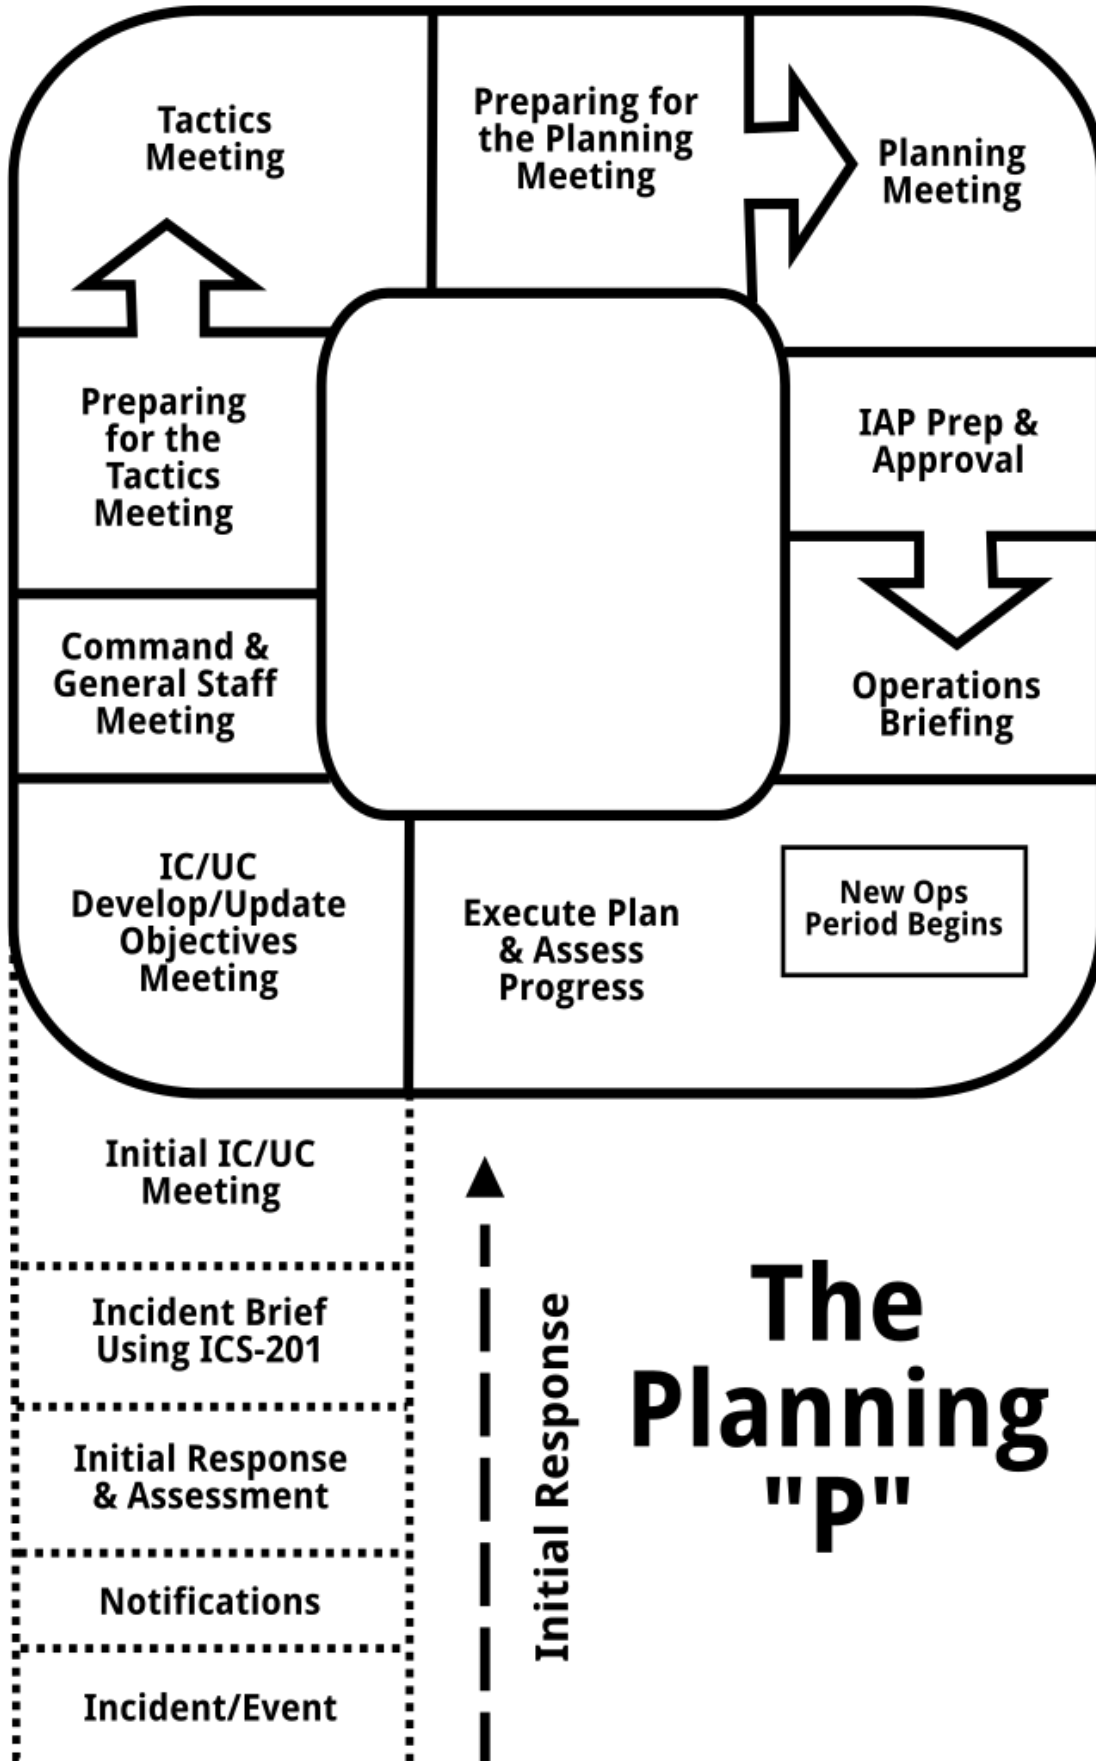 Tactics
Meeting
Preparing for
the Planning
Meeting
Planning
Meeting
Preparing
for the
Tactics
Meeting
IAP Prep &
Approval
Command &
General Staff
Meeting
Operations
Briefing
IC/UC
Develop/Update
Objectives
Meeting
Execute Plan
& Assess
Progress
New Ops
Period Begins
Initial IC/UC
Meeting
Incident Brief
Using ICS-201
Initial Response
& Assessment
Notifications
Incident/Event
Initial Response
The
Planning
"P"